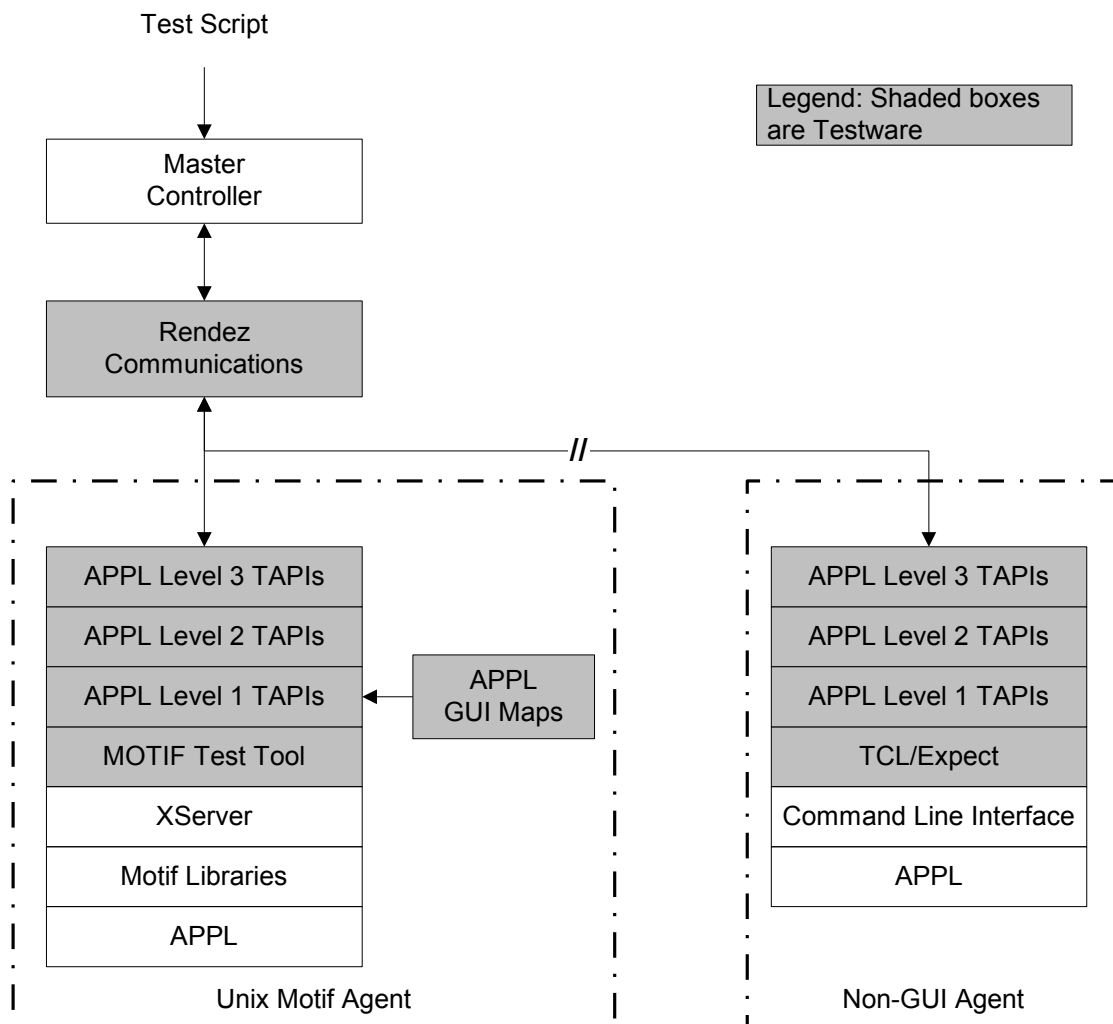 Test Script
Legend: Shaded boxes
are Testware
Master
Controller
Rendez
Communications
//
APPL Level 3 TAPIs
APPL Level 2 TAPIs
APPL Level 1 TAPIs
MOTIF Test Tool
XServer
Motif Libraries
APPL
APPL
GUI Maps
Unix Motif Agent
APPL Level 3 TAPIs
APPL Level 2 TAPIs
APPL Level 1 TAPIs
TCL/Expect
Command Line Interface
APPL
Non-GUI Agent